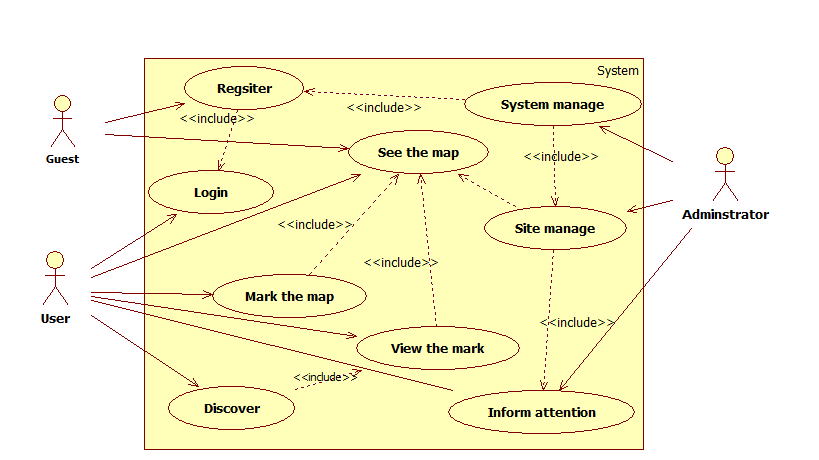 System
Regsiter
<<include>>
System manage
<<include>>
Guest
See the map
<<include>>
Login
Adminstrator
<<include>>
Site manage
<<include>>
Mark the map
User
<<include>>
View the mark
<<include>>
Discover
Inform attention